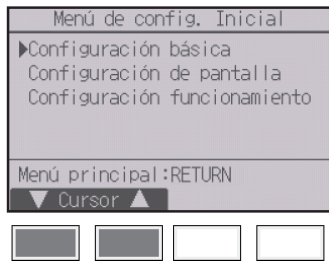 Menú de config. Inicial
▶Configuración básica
Configuración de pantalla
Configuración funcionamiento
Menú principal:RETURN
▼ Cursor ▲